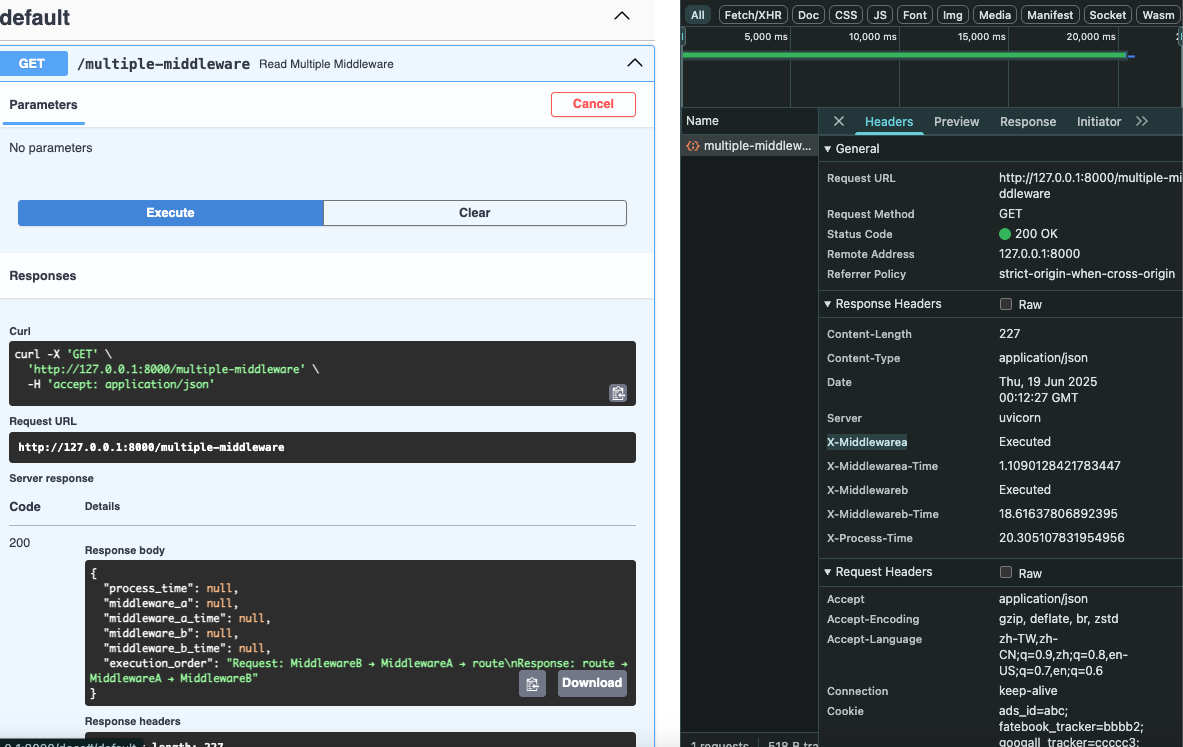 default
GET /multiple-middleware Read Multiple Middleware
Parameters
Cancel
No parameters
Execute
Clear
Responses
Curl
curl -X 'GET' \
'http://127.0.0.1:8000/multiple-middleware' \
-H 'accept: application/json'
Request URL
http://127.0.0.1:8000/multiple-middleware
Server response
Code Details
200
Response body
{
"process_time": null,
"middleware_a": null,
"middleware_a_time": null,
"middleware_b": null,
"middleware_b_time": null,
"execution_order": "Request: MiddlewareB → MiddlewareA → route\nResponse: route →
MiddlewareA → MiddlewareB"
}
Download
Response headers
length: 227
All Fetch/XHR Doc CSS JS Font Img Media Manifest Socket Wasm
5,000 ms 10,000 ms 15,000 ms 20,000 ms
Name
multiple-middlew...
Headers Preview Response Initiator
General
Request URL http://127.0.0.1:8000/multiple-mi
ddleware
Request Method GET
Status Code 200 OK
Remote Address 127.0.0.1:8000
Referrer Policy strict-origin-when-cross-origin
Response Headers Raw
Content-Length 227
Content-Type application/json
Date Thu, 19 Jun 2025
00:12:27 GMT
Server uvicorn
X-Middlewarea Executed
X-Middlewarea-Time 1.1090128421783447
X-Middlewareb Executed
X-Middlewareb-Time 18.61637806892395
X-Process-Time 20.305107831954956
Request Headers Raw
Accept application/json
Accept-Encoding gzip, deflate, br, zstd
Accept-Language zh-TW,zh-
CN;q=0.9,zh;q=0.8,en-
US;q=0.7,en;q=0.6
Connection keep-alive
Cookie ads_id=abc;
fatebook_tracker=bbbb2;
googall_tracker=ccccc3;
1 requests 518 B tra